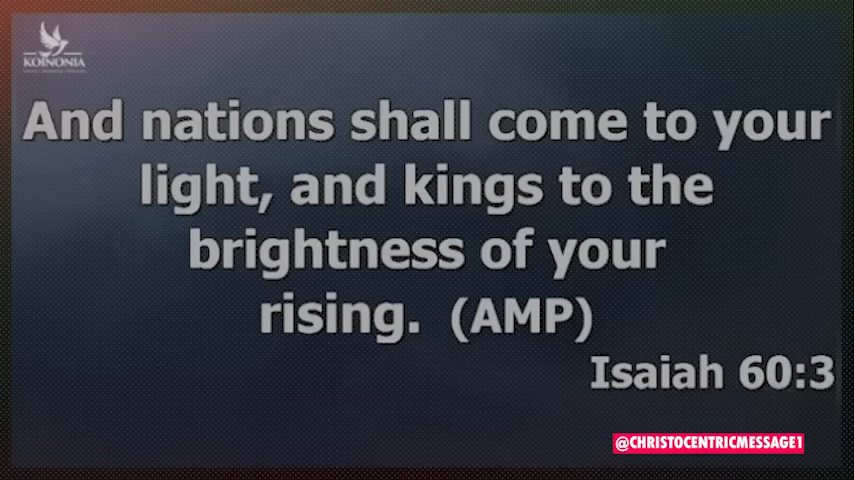 KOINONIA
And nations shall come to your
light, and kings to the
brightness of your
rising. (AMP)
Isaiah 60:3
@CHRISTOCENTRICMESSAGE1